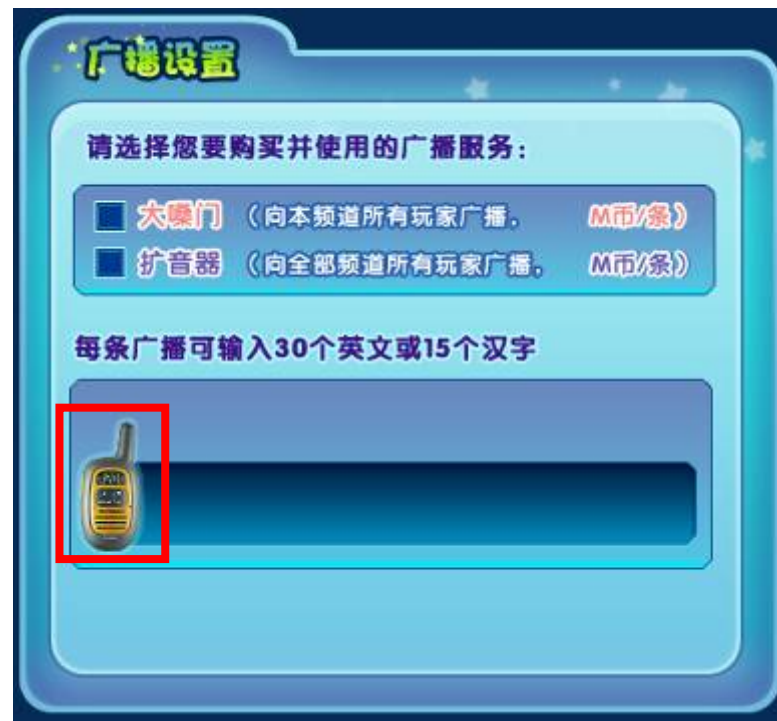 广播设置
请选择您要购买并使用的广播服务：
大嗓门（向本频道所有玩家广播， M币/条）
扩音器（向全部频道所有玩家广播， M币/条）
每条广播可输入30个英文或15个汉字